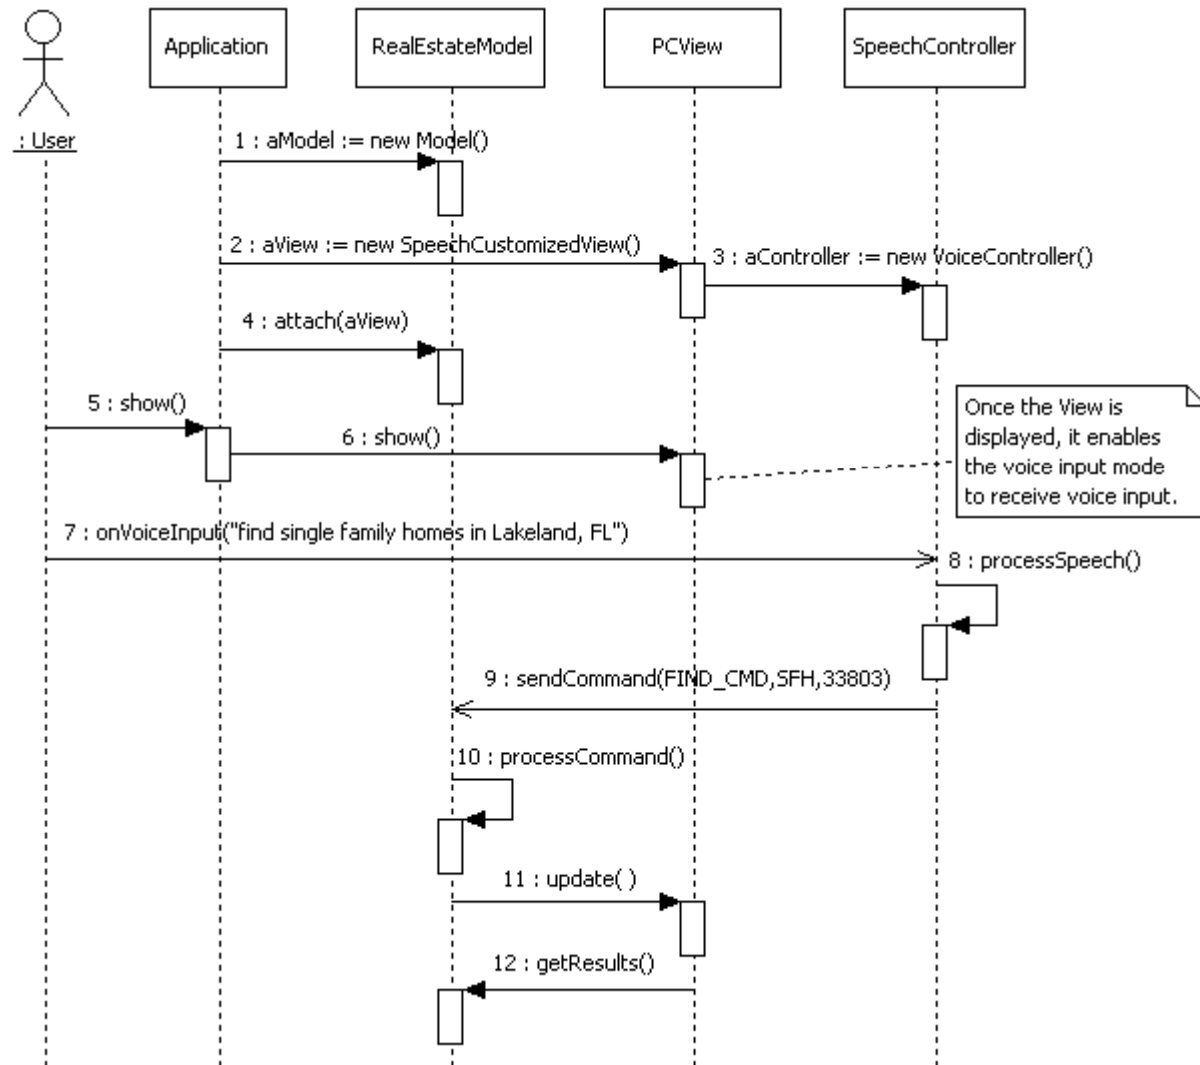 Application
RealEstateModel
PCView
SpeechController
: User
1 : aModel := new Model()
2 : aView := new SpeechCustomizedView()
3 : aController := new VoiceController()
4 : attach(aView)
5 : show()
6 : show()
Once the View is
displayed, it enables
the voice input mode
to receive voice input.
7 : onVoiceInput("find single family homes in Lakeland, FL")
8 : processSpeech()
9 : sendCommand(FIND_CMD,SFH,33803)
10 : processCommand()
11 : update( )
12 : getResults()